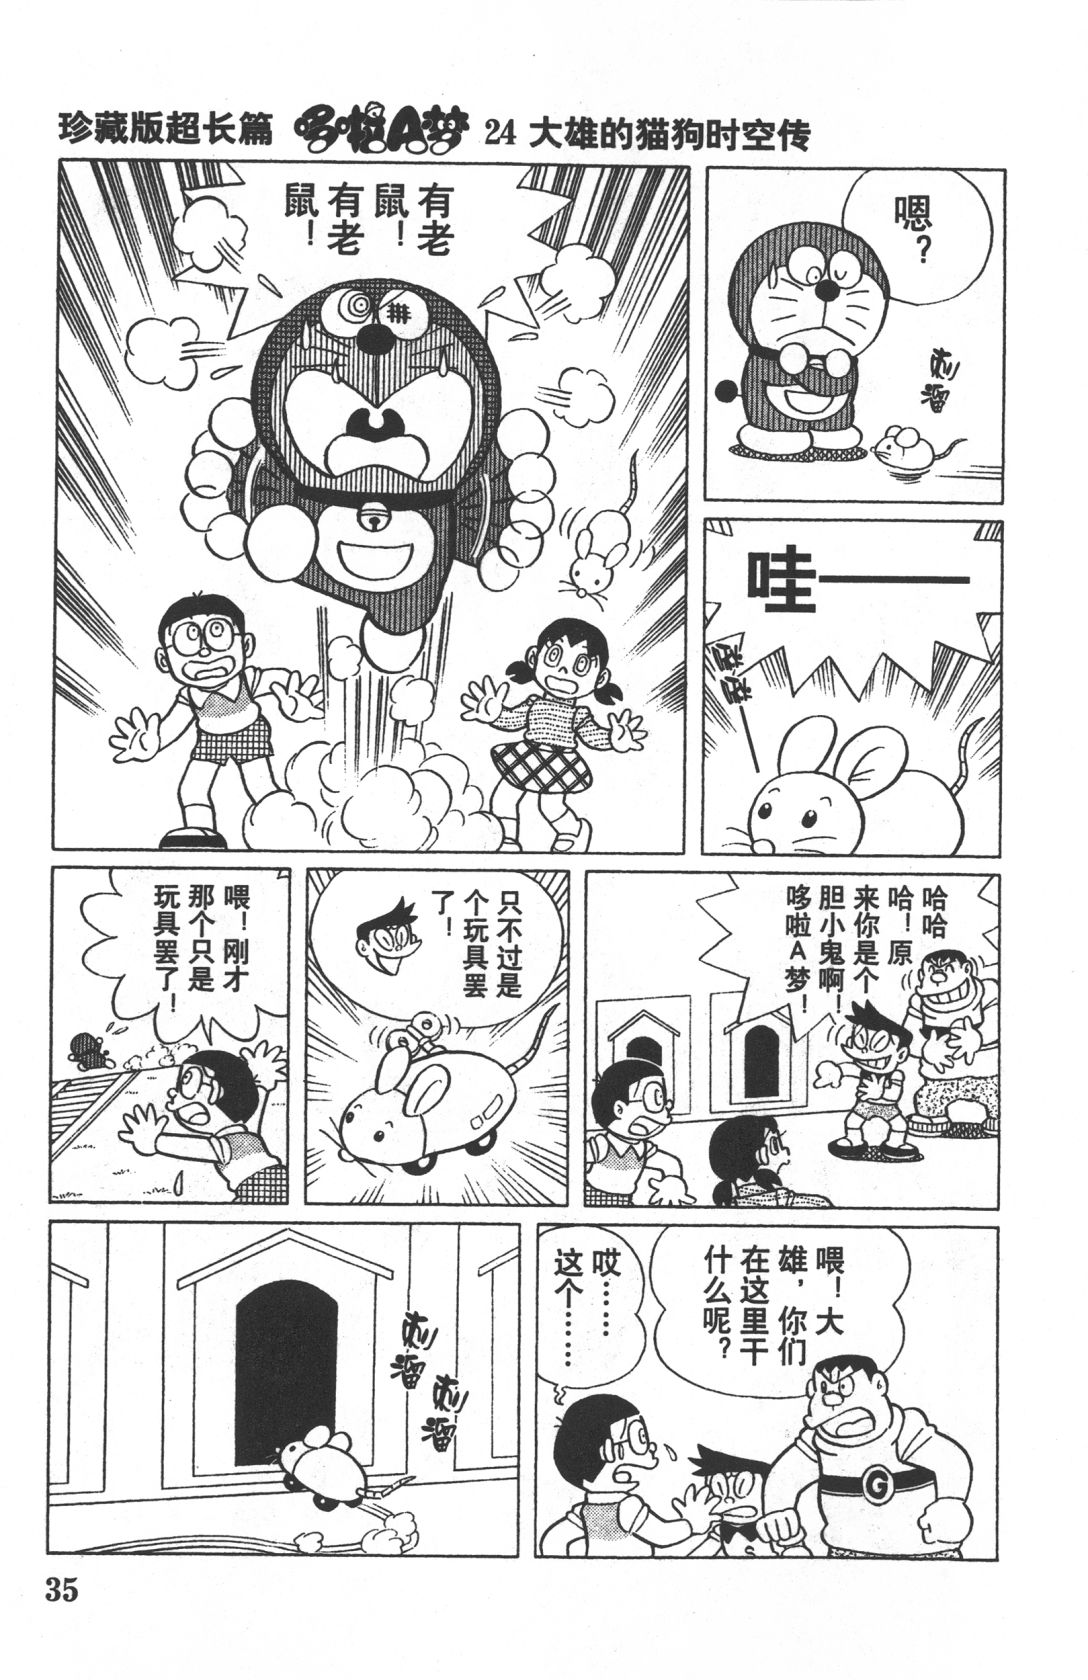 珍藏版超长篇 哆啦A梦 24 大雄的猫狗时空传
嗯？
刺溜
哇——
有老
鼠！
有老
鼠！
哈哈
哈！原
来你是个
胆小鬼啊！
哆啦A梦！
只不过是
个玩具罢
了！
喂！刚才
那个只是
玩具罢了！
喂！大
雄，你们
在这里干
什么呢？
哎……
这个……
G
S
刺溜
刺溜
35